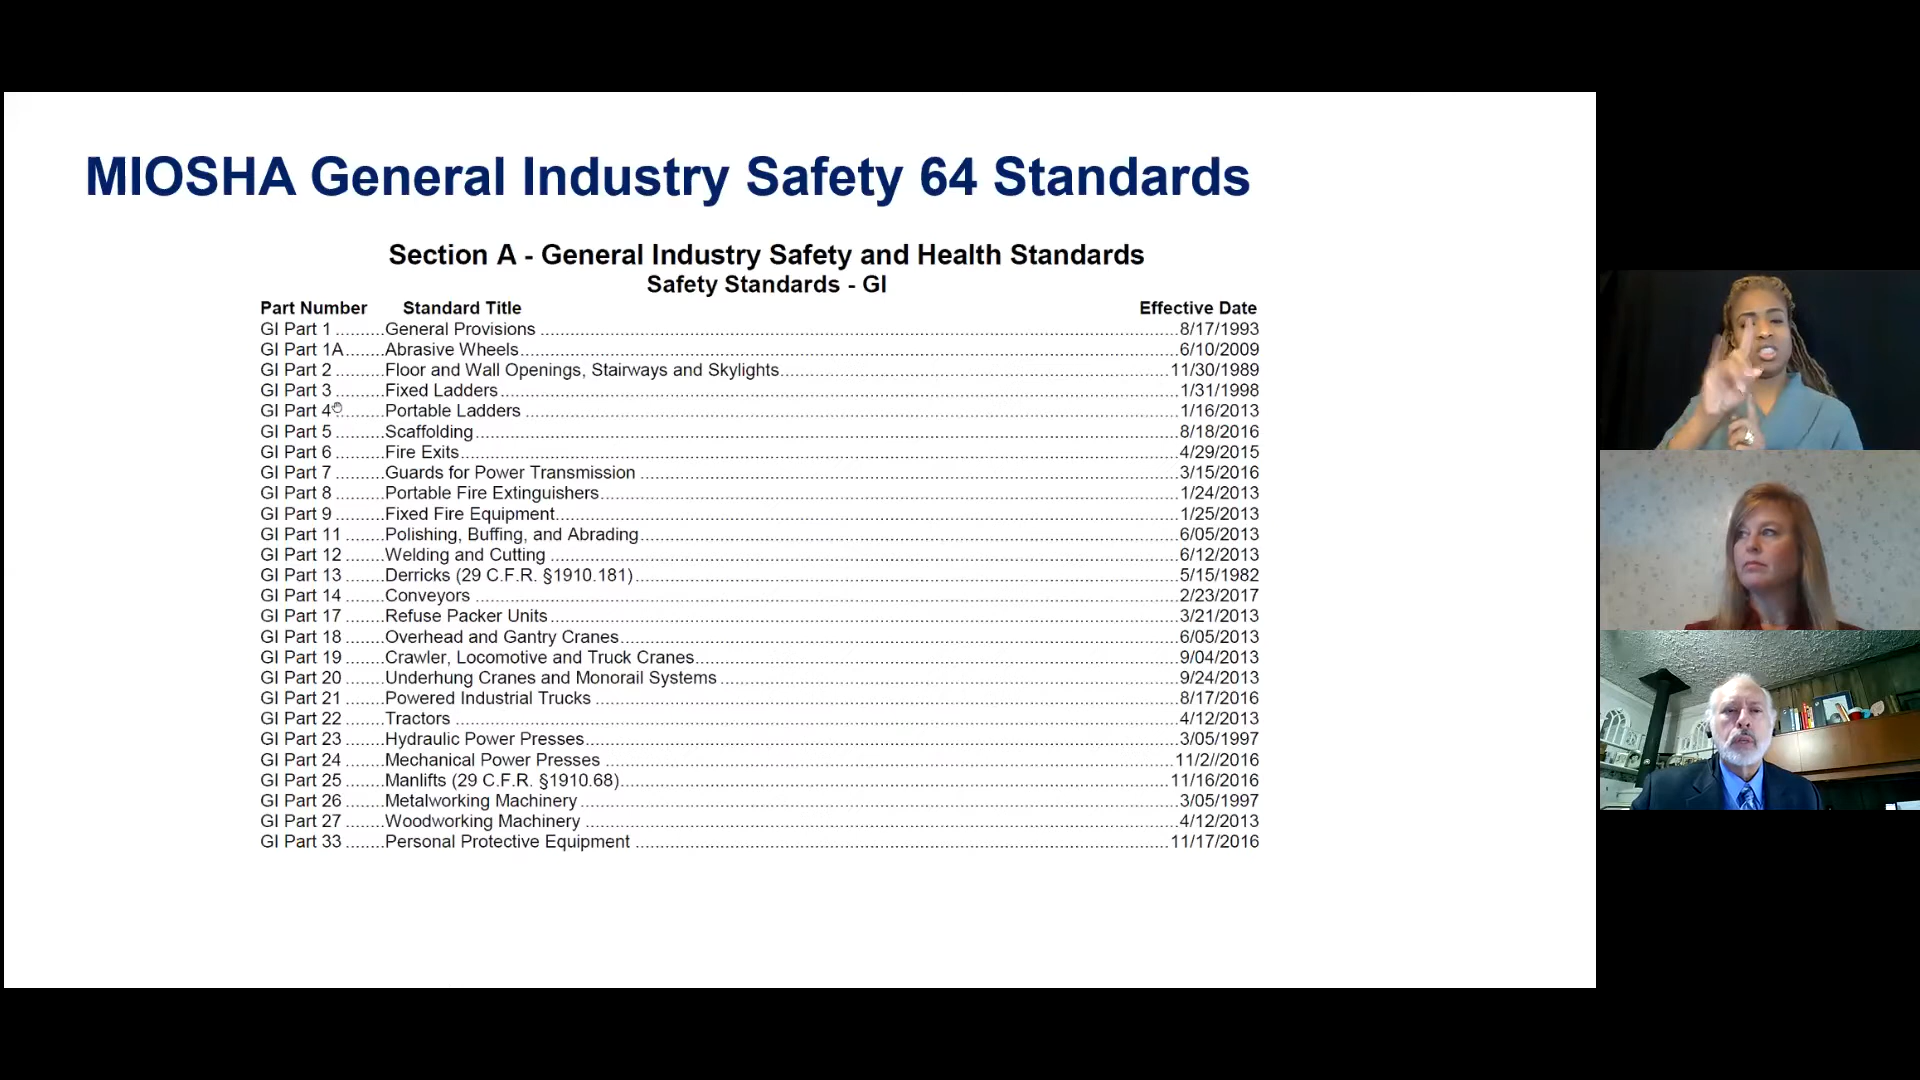 MIOSHA General Industry Safety 64 Standards
Section A - General Industry Safety and Health Standards
Safety Standards - GI
Part Number Standard Title Effective Date
GI Part 1 .........General Provisions ........8/17/1993
GI Part 1A........Abrasive Wheels........6/10/2009
GI Part 2 .........Floor and Wall Openings, Stairways and Skylights........11/30/1989
GI Part 3 .........Fixed Ladders........1/31/1998
GI Part 4.........Portable Ladders ........1/16/2013
GI Part 5 .........Scaffolding........8/18/2016
GI Part 6 .........Fire Exits........4/29/2015
GI Part 7 .........Guards for Power Transmission ........3/15/2016
GI Part 8 .........Portable Fire Extinguishers........1/24/2013
GI Part 9 .........Fixed Fire Equipment........1/25/2013
GI Part 11 ........Polishing, Buffing, and Abrading........6/05/2013
GI Part 12 ........Welding and Cutting ........6/12/2013
GI Part 13 ........Derricks (29 C.F.R. §1910.181)........5/15/1982
GI Part 14 ........Conveyors ........2/23/2017
GI Part 17 ........Refuse Packer Units........3/21/2013
GI Part 18 ........Overhead and Gantry Cranes........6/05/2013
GI Part 19 ........Crawler, Locomotive and Truck Cranes........9/04/2013
GI Part 20 ........Underhung Cranes and Monorail Systems ........9/24/2013
GI Part 21 ........Powered Industrial Trucks ........8/17/2016
GI Part 22 ........Tractors ........4/12/2013
GI Part 23 ........Hydraulic Power Presses........3/05/1997
GI Part 24 ........Mechanical Power Presses ........11/2//2016
GI Part 25 ........Manlifts (29 C.F.R. §1910.68)........11/16/2016
GI Part 26 ........Metalworking Machinery ........3/05/1997
GI Part 27 ........Woodworking Machinery ........4/12/2013
GI Part 33 ........Personal Protective Equipment ........11/17/2016